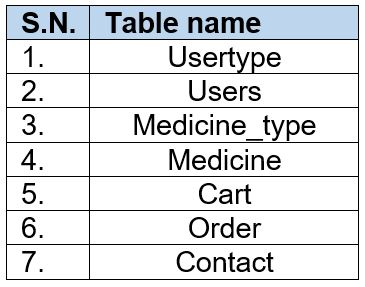 S.N. Table name
1. Usertype
2. Users
3. Medicine_type
4. Medicine
5. Cart
6. Order
7. Contact